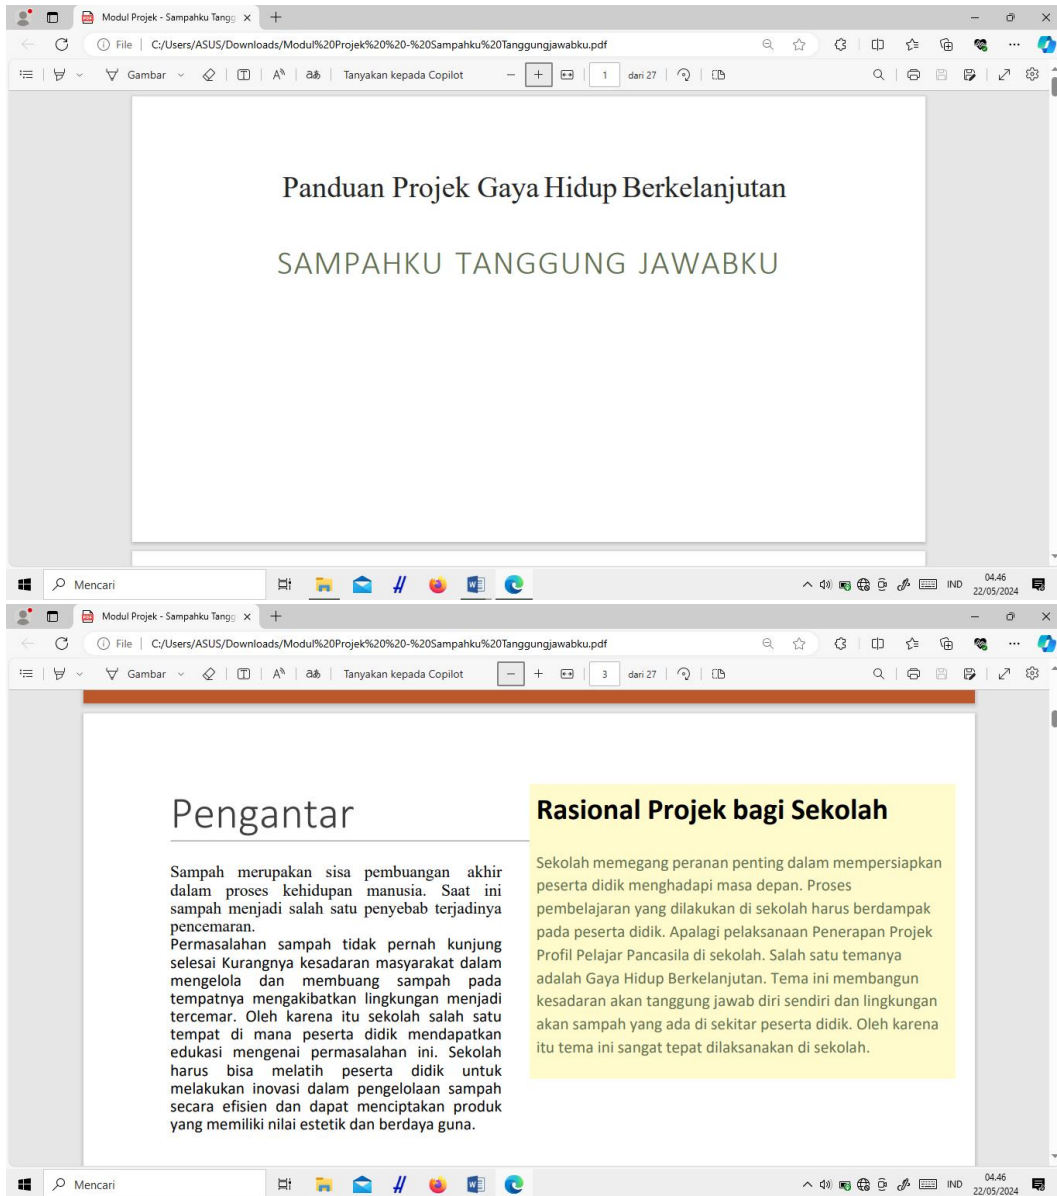 Modul Projek - Sampahku Tangg
File | C:/Users/ASUS/Downloads/Modul%20Projek%20%20-%20Sampahku%20Tanggungjawabku.pdf
Gambar
Tanyakan kepada Copilot
1 dari 27
Panduan Projek Gaya Hidup Berkelanjutan
SAMPAHKU TANGGUNG JAWABKU
Mencari
IND
04.46
22/05/2024
Modul Projek - Sampahku Tangg
File | C:/Users/ASUS/Downloads/Modul%20Projek%20%20-%20Sampahku%20Tanggungjawabku.pdf
Gambar
Tanyakan kepada Copilot
3 dari 27
Pengantar
Sampah merupakan sisa pembuangan akhir
dalam proses kehidupan manusia. Saat ini
sampah menjadi salah satu penyebab terjadinya
pencemaran.
Permasalahan sampah tidak pernah kunjung
selesai Kurangnya kesadaran masyarakat dalam
mengelola dan membuang sampah pada
tempatnya mengakibatkan lingkungan menjadi
tercemar. Oleh karena itu sekolah salah satu
tempat di mana peserta didik mendapatkan
edukasi mengenai permasalahan ini. Sekolah
harus bisa melatih peserta didik untuk
melakukan inovasi dalam pengelolaan sampah
secara efisien dan dapat menciptakan produk
yang memiliki nilai estetik dan berdaya guna.
Rasional Projek bagi Sekolah
Sekolah memegang peranan penting dalam mempersiapkan
peserta didik menghadapi masa depan. Proses
pembelajaran yang dilakukan di sekolah harus berdampak
pada peserta didik. Apalagi pelaksanaan Penerapan Projek
Profil Pelajar Pancasila di sekolah. Salah satu temanya
adalah Gaya Hidup Berkelanjutan. Tema ini membangun
kesadaran akan tanggung jawab diri sendiri dan lingkungan
akan sampah yang ada di sekitar peserta didik. Oleh karena
itu tema ini sangat tepat dilaksanakan di sekolah.
Mencari
IND
04.46
22/05/2024